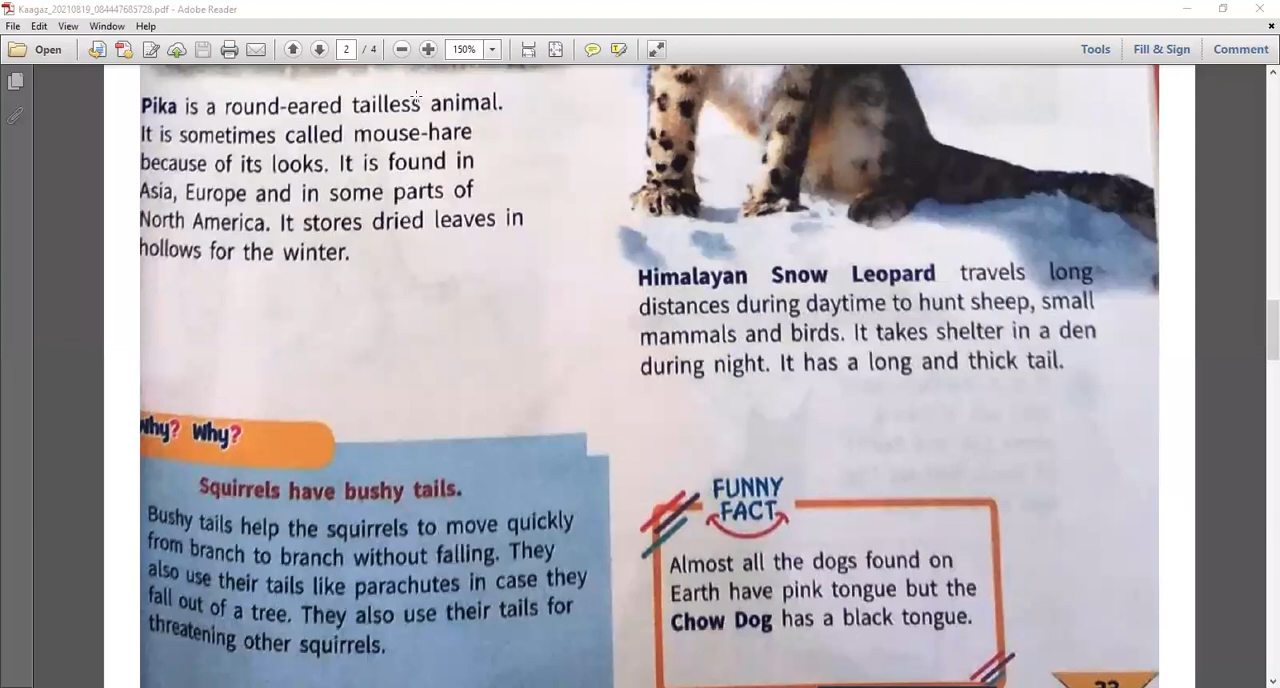 Kaagaz_20210819_084447685728.pdf - Adobe Reader
File Edit View Window Help
Open 2 / 4 150% Tools Fill & Sign Comment
Pika is a round-eared tailless animal.
It is sometimes called mouse-hare
because of its looks. It is found in
Asia, Europe and in some parts of
North America. It stores dried leaves in
hollows for the winter.
Himalayan Snow Leopard travels long
distances during daytime to hunt sheep, small
mammals and birds. It takes shelter in a den
during night. It has a long and thick tail.
Why? Why?
Squirrels have bushy tails.
Bushy tails help the squirrels to move quickly
from branch to branch without falling. They
also use their tails like parachutes in case they
fall out of a tree. They also use their tails for
threatening other squirrels.
FUNNY
FACT
Almost all the dogs found on
Earth have pink tongue but the
Chow Dog has a black tongue.